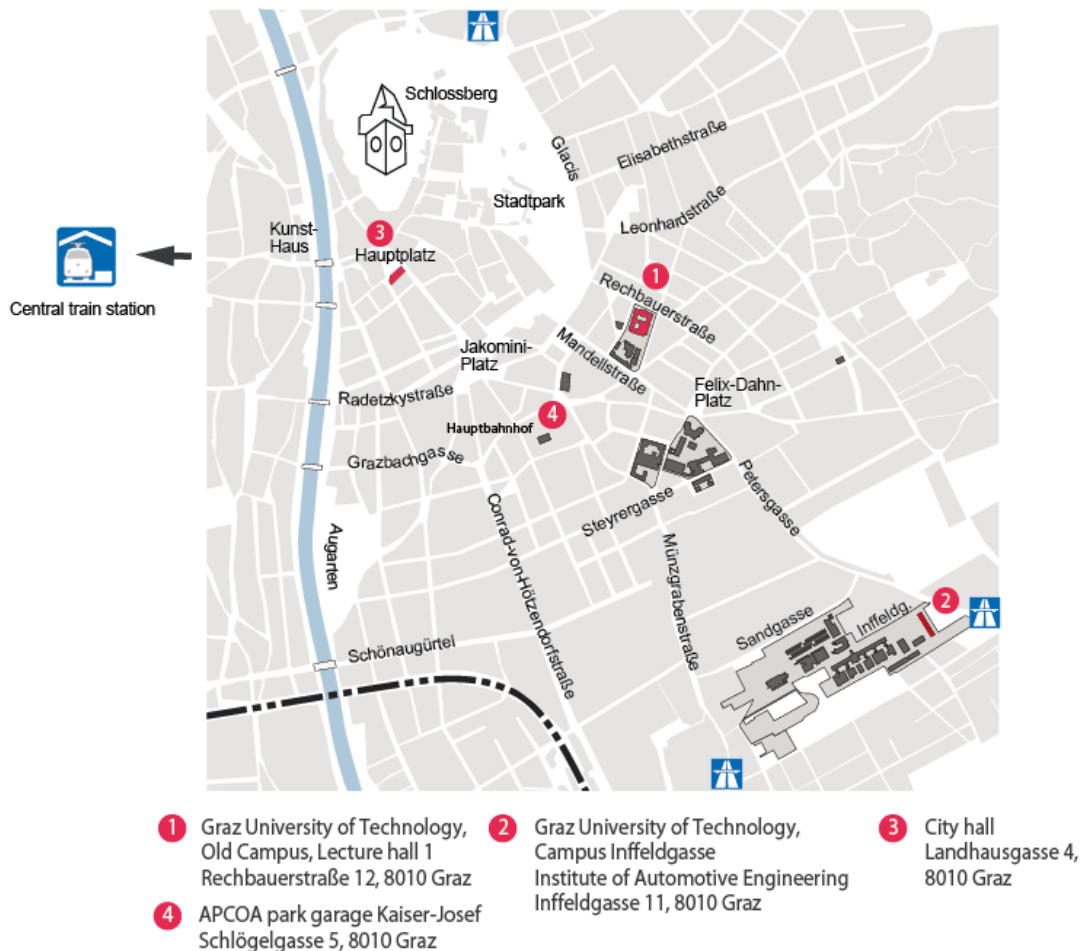 Schlossberg
Glacis
Elisabethstraße
Stadtpark
Leonhardstraße
Kunst-
Haus
3
Hauptplatz
Central train station
1
Rechbauerstraße
Jakomini-
Platz
Mandellstraße
Felix-Dahn-
Platz
Radetzkystraße
4
Hauptbahnhof
Grazbachgasse
Petersgasse
Steyrergasse
Conrad-von-Hötzendorfstraße
Münzgrabenstraße
Augarten
2
Sandgasse
Inffeldg.
Schönaugürtel
1 Graz University of Technology,
Old Campus, Lecture hall 1
Rechbauerstraße 12, 8010 Graz
2 Graz University of Technology,
Campus Inffeldgasse
Institute of Automotive Engineering
Inffeldgasse 11, 8010 Graz
3 City hall
Landhausgasse 4,
8010 Graz
4 APCOA park garage Kaiser-Josef
Schlögelgasse 5, 8010 Graz